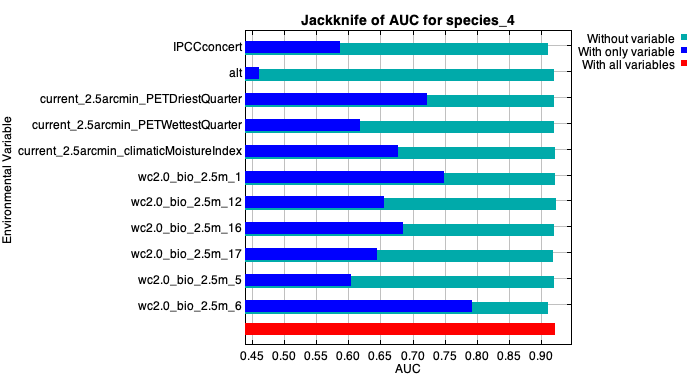 Jackknife of AUC for species_4
Without variable
With only variable
With all variables
Environmental Variable
IPCCconcert
alt
current_2.5arcmin_PETDriestQuarter
current_2.5arcmin_PETWettestQuarter
current_2.5arcmin_climaticMoistureIndex
wc2.0_bio_2.5m_1
wc2.0_bio_2.5m_12
wc2.0_bio_2.5m_16
wc2.0_bio_2.5m_17
wc2.0_bio_2.5m_5
wc2.0_bio_2.5m_6
0.45 0.50 0.55 0.60 0.65 0.70 0.75 0.80 0.85 0.90
AUC